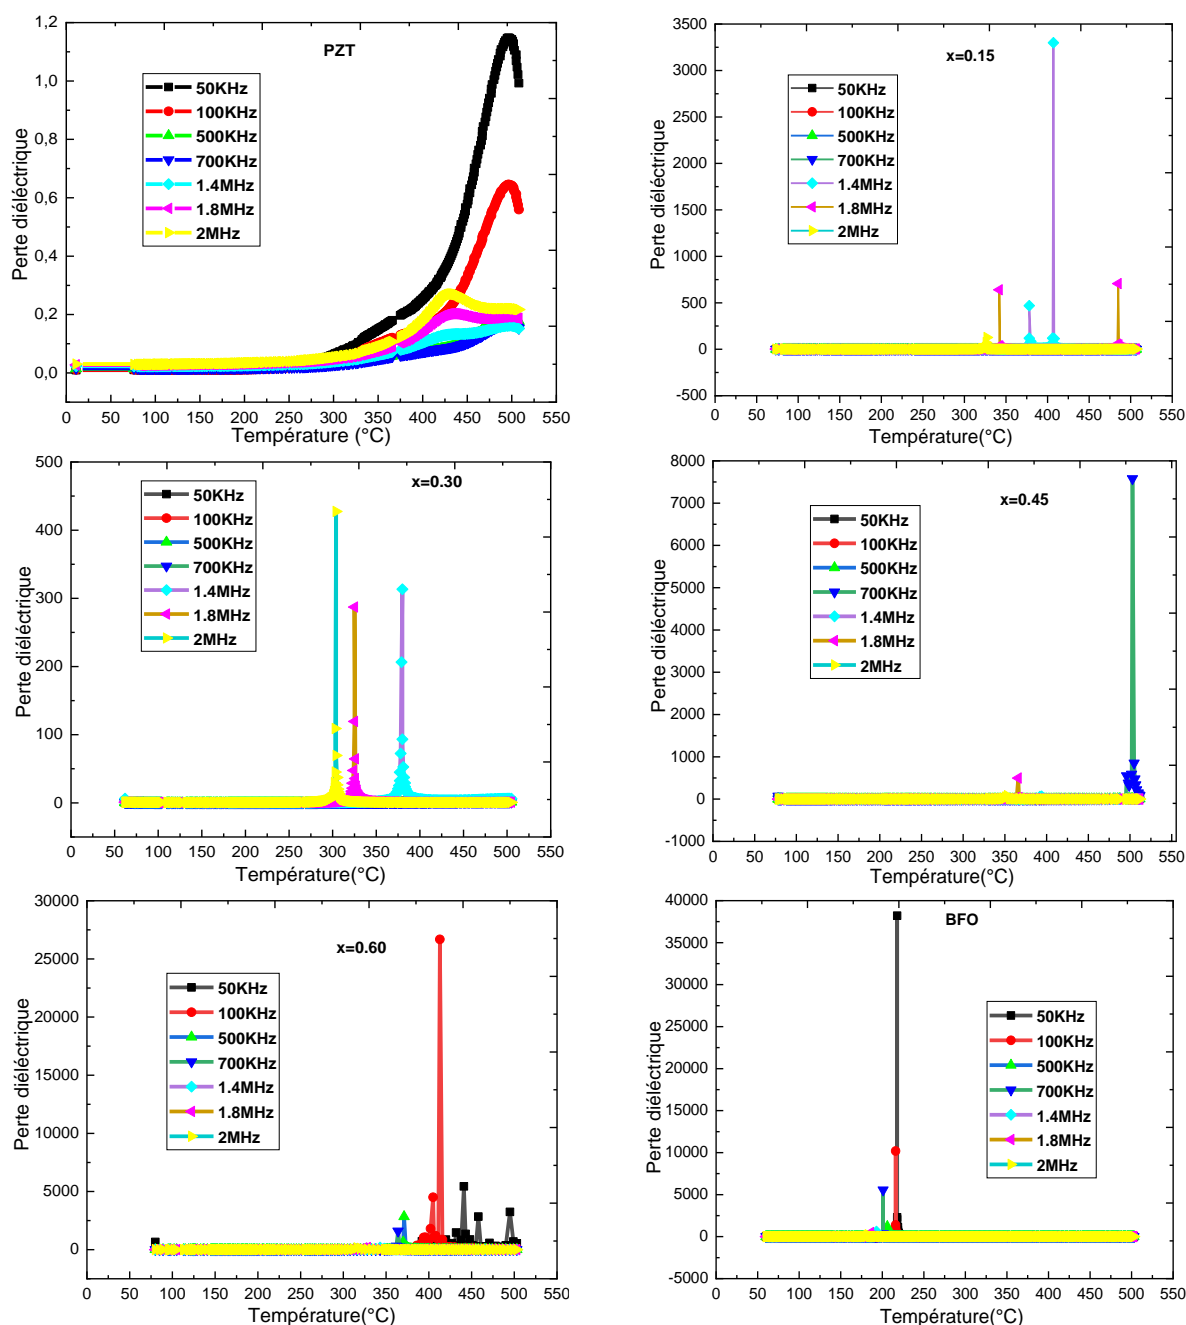 PZT
Perte diéléctrique
1,2
1,0
0,8
0,6
0,4
0,2
0,0
50KHz
100KHz
500KHz
700KHz
1.4MHz
1.8MHz
2MHz
0 50 100 150 200 250 300 350 400 450 500 550
Température (°C)
x=0.15
Perte diéléctrique
3500
3000
2500
2000
1500
1000
500
0
-500
50KHz
100KHz
500KHz
700KHz
1.4MHz
1.8MHz
2MHz
0 50 100 150 200 250 300 350 400 450 500 550
Température(°C)
x=0.30
Perte diéléctrique
500
400
300
200
100
0
50KHz
100KHz
500KHz
700KHz
1.4MHz
1.8MHz
2MHz
0 50 100 150 200 250 300 350 400 450 500 550
Température(°C)
x=0.45
Perte diéléctrique
8000
7000
6000
5000
4000
3000
2000
1000
0
-1000
50KHz
100KHz
500KHz
700KHz
1.4MHz
1.8MHz
2MHz
0 50 100 150 200 250 300 350 400 450 500 550
Température(°C)
x=0.60
Perte diéléctrique
30000
25000
20000
15000
10000
5000
0
50KHz
100KHz
500KHz
700KHz
1.4MHz
1.8MHz
2MHz
0 50 100 150 200 250 300 350 400 450 500 550
Température(°C)
BFO
Perte diéléctrique
40000
35000
30000
25000
20000
15000
10000
5000
0
-5000
50KHz
100KHz
500KHz
700KHz
1.4MHz
1.8MHz
2MHz
0 50 100 150 200 250 300 350 400 450 500 550
Température(°C)